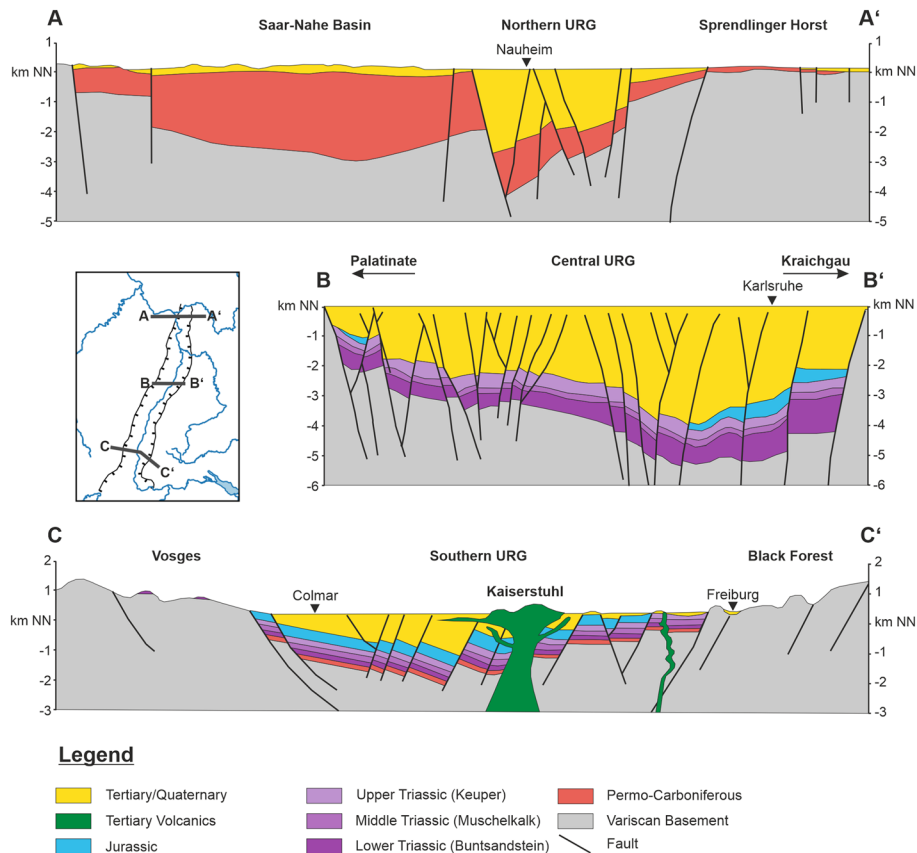 A Saar-Nahe Basin Northern URG Sprendlinger Horst A‘
Nauheim
1 1
km NN km NN
-1 -1
-2 -2
-3 -3
-4 -4
-5 -5
Palatinate Central URG Kraichgau
B B‘
Karlsruhe
km NN km NN
-1 -1
-2 -2
-3 -3
-4 -4
-5 -5
-6 -6
A A‘
B B‘
C
C‘
C C‘
Vosges Southern URG Black Forest
2 2
Colmar Kaiserstuhl Freiburg
1 1
km NN km NN
-1 -1
-2 -2
-3 -3
Legend
Tertiary/Quaternary Upper Triassic (Keuper) Permo-Carboniferous
Tertiary Volcanics Middle Triassic (Muschelkalk) Variscan Basement
Jurassic Lower Triassic (Buntsandstein) Fault